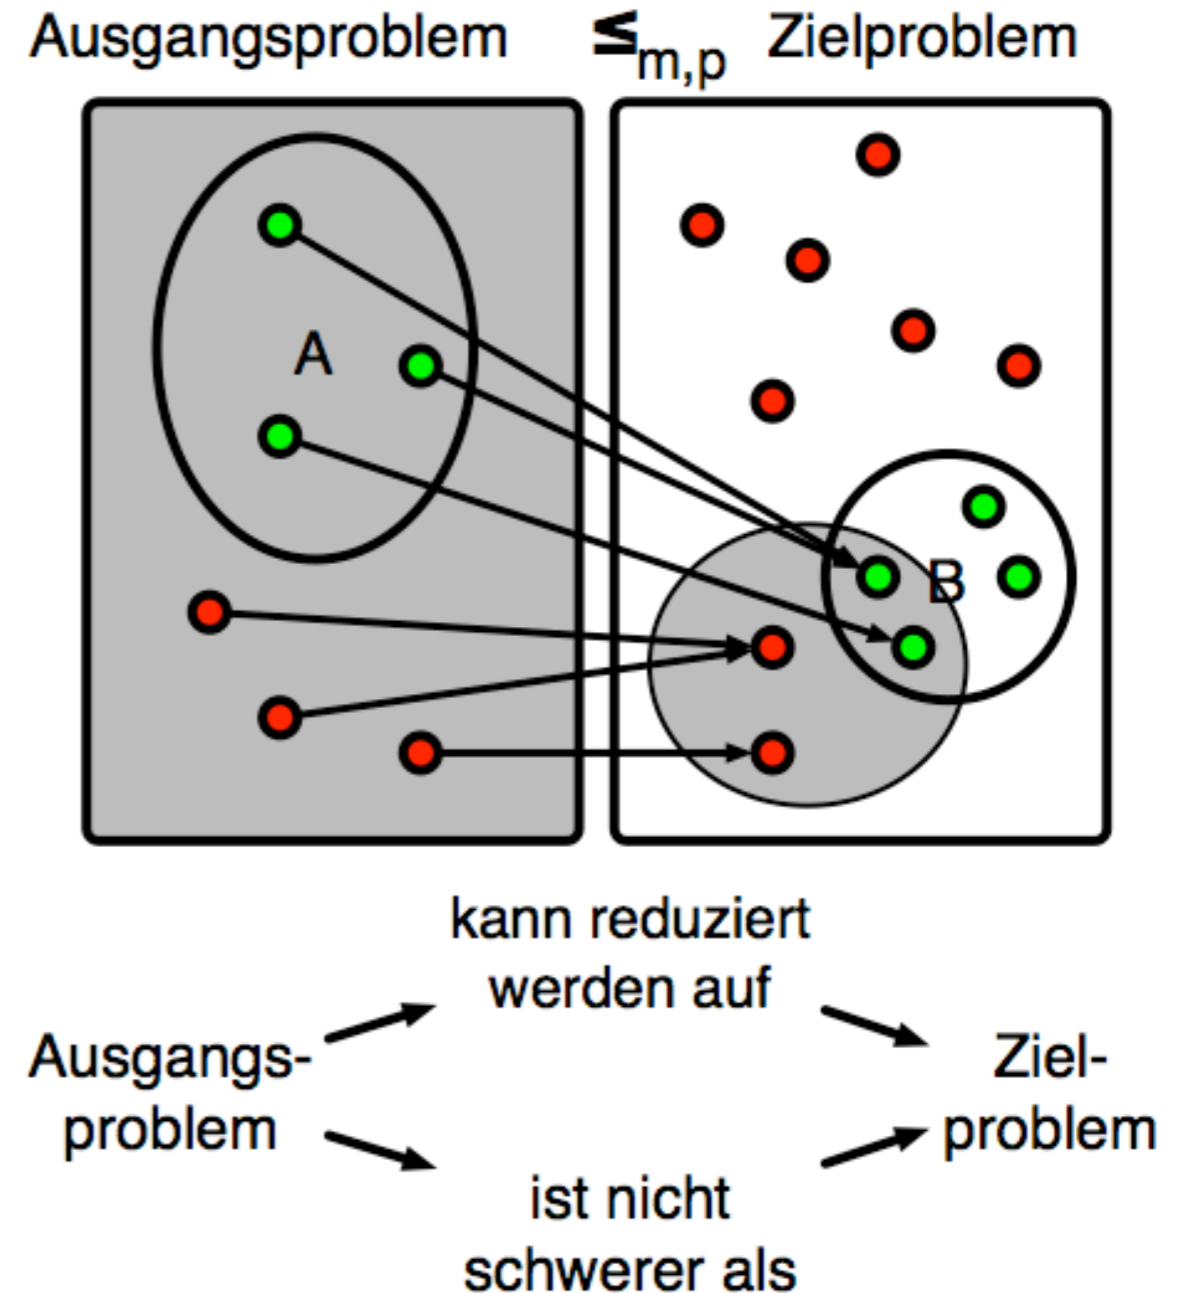 Ausgangsproblem ≤m,p Zielproblem
A
B
kann reduziert
werden auf
Ausgangs-
problem
Ziel-
problem
ist nicht
schwerer als